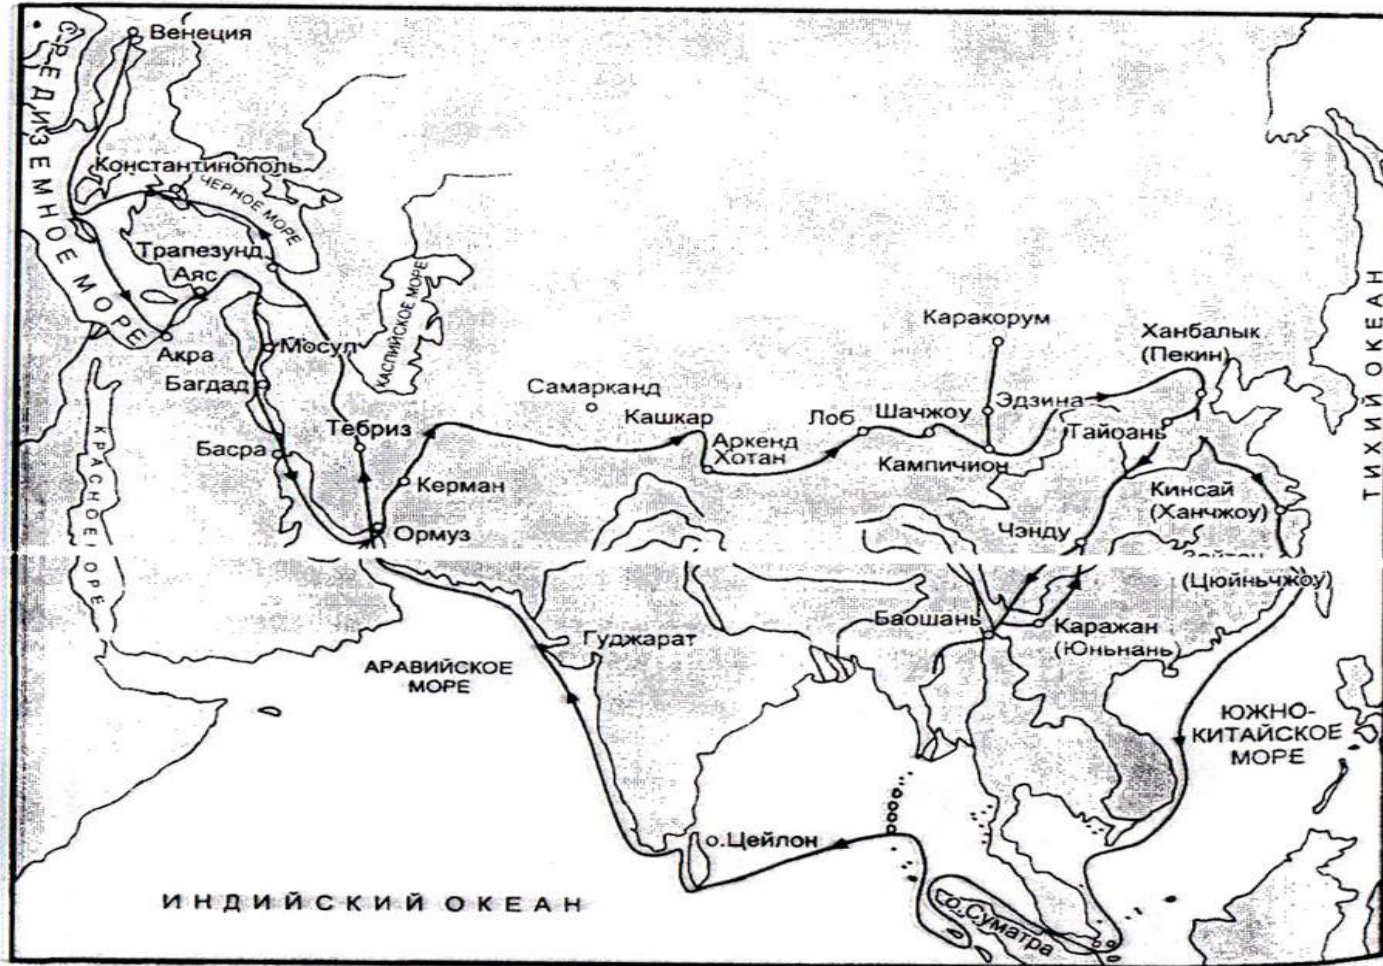 Венеция
СРЕДИЗЕМНОЕ МОРЕ
Константинополь
ЧЕРНОЕ МОРЕ
Трапезунд
Аяс
КАСПИЙСКОЕ МОРЕ
Акра
Мосул
Багдад
Басра
Тебриз
Керман
Ормуз
КРАСНОЕ МОРЕ
Самарканд
Кашкар
Аркенд
Хотан
Лоб
Шачжоу
Каракорум
Эдзина
Кампичион
Ханбалык
(Пекин)
Тайоань
Кинсай
(Ханчжоу)
ТИХИЙ ОКЕАН
Чэнду
(Цюйньчжоу)
Баошань
Каражан
(Юньнань)
Гуджарат
АРАВИЙСКОЕ
МОРЕ
ЮЖНО-
КИТАЙСКОЕ
МОРЕ
о.Цейлон
о.Суматра
ИНДИЙСКИЙ ОКЕАН